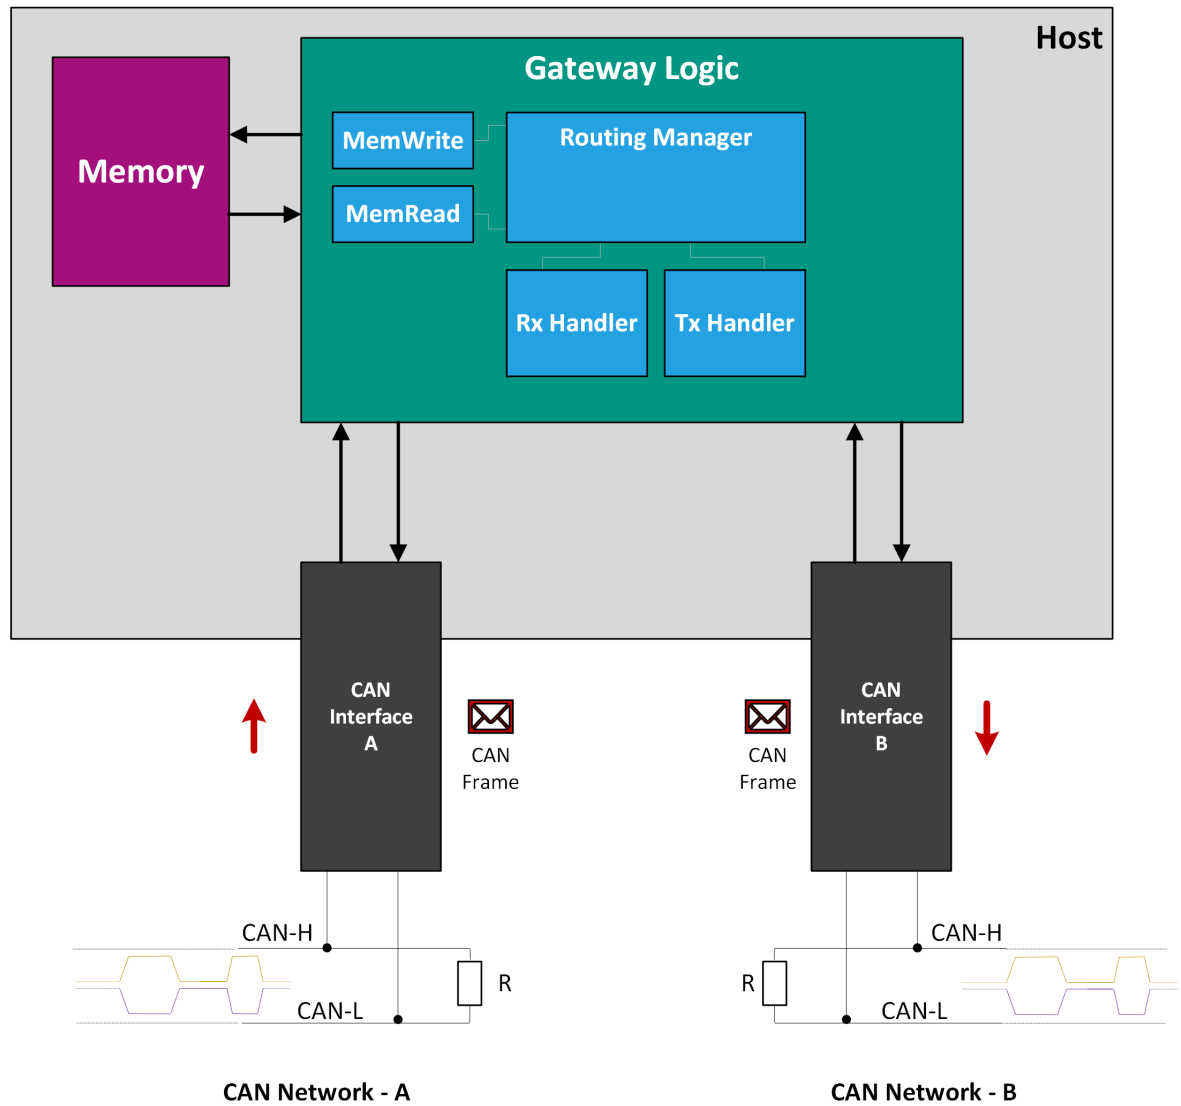 Host
Gateway Logic
Memory
MemWrite
MemRead
Routing Manager
Rx Handler
Tx Handler
CAN
Interface
A
CAN
Frame
CAN
Frame
CAN
Interface
B
CAN-H
R
CAN-L
CAN-H
R
CAN-L
CAN Network - A
CAN Network - B